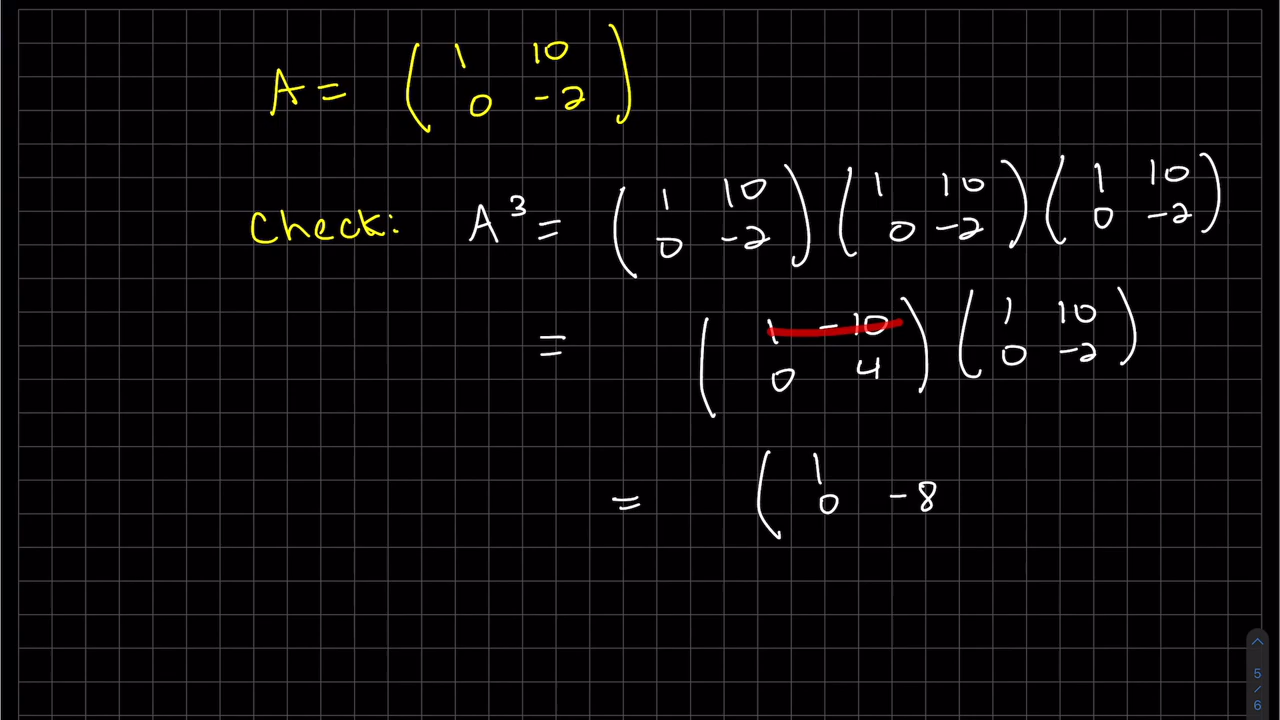 A = ( 1 10
0 -2 )
Check: A³ = ( 1 10 ) ( 1 10 ) ( 1 10 )
0 -2 0 -2 0 -2
= ( 1 -10 ) ( 1 10 )
0 4 0 -2
= ( 1
0 -8
5
/
6